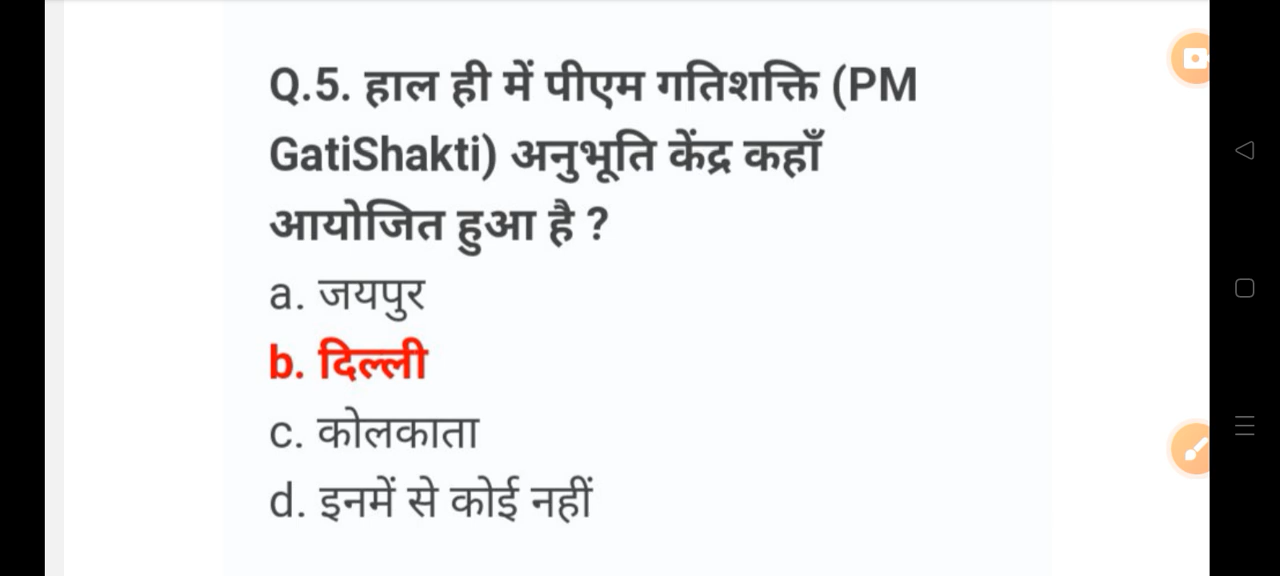 Q.5. हाल ही में पीएम गतिशक्ति (PM
GatiShakti) अनुभूति केंद्र कहाँ
आयोजित हुआ है ?
a. जयपुर
b. दिल्ली
c. कोलकाता
d. इनमें से कोई नहीं